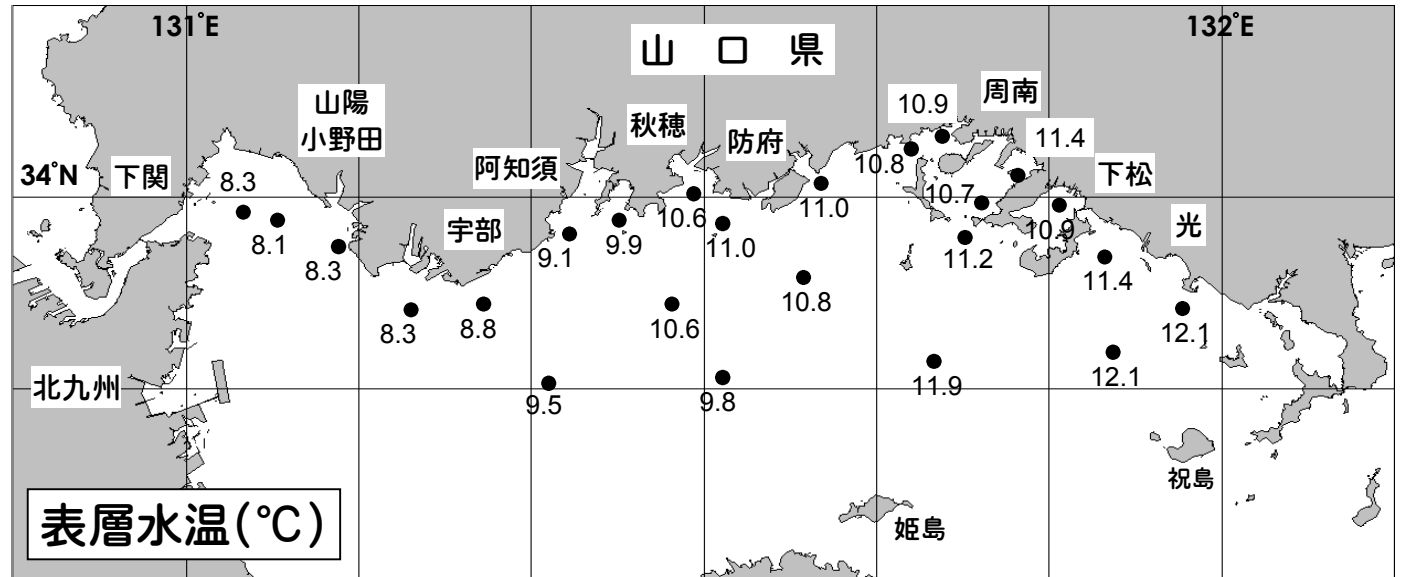 131°E
132°E
山 口 県
山陽
小野田
秋穂
防府
10.9
周南
11.4
34°N
下関
8.3
阿知須
10.8
下松
8.1
8.3
宇部
9.1
9.9
10.6
11.0
11.0
10.7
11.2
10.9
光
11.4
8.3
8.8
10.6
10.8
12.1
北九州
9.5
9.8
11.9
12.1
祝島
姫島
表層水温(℃)